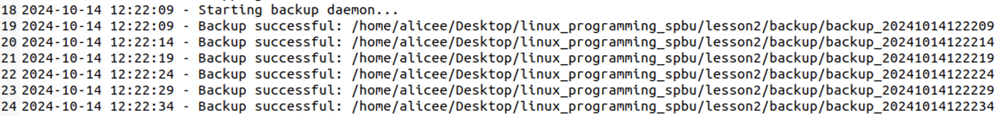 18 2024-10-14 12:22:09 - Starting backup daemon...
19 2024-10-14 12:22:09 - Backup successful: /home/alicee/Desktop/linux_programming_spbu/lesson2/backup/backup_20241014122209
20 2024-10-14 12:22:14 - Backup successful: /home/alicee/Desktop/linux_programming_spbu/lesson2/backup/backup_20241014122214
21 2024-10-14 12:22:19 - Backup successful: /home/alicee/Desktop/linux_programming_spbu/lesson2/backup/backup_20241014122219
22 2024-10-14 12:22:24 - Backup successful: /home/alicee/Desktop/linux_programming_spbu/lesson2/backup/backup_20241014122224
23 2024-10-14 12:22:29 - Backup successful: /home/alicee/Desktop/linux_programming_spbu/lesson2/backup/backup_20241014122229
24 2024-10-14 12:22:34 - Backup successful: /home/alicee/Desktop/linux_programming_spbu/lesson2/backup/backup_20241014122234